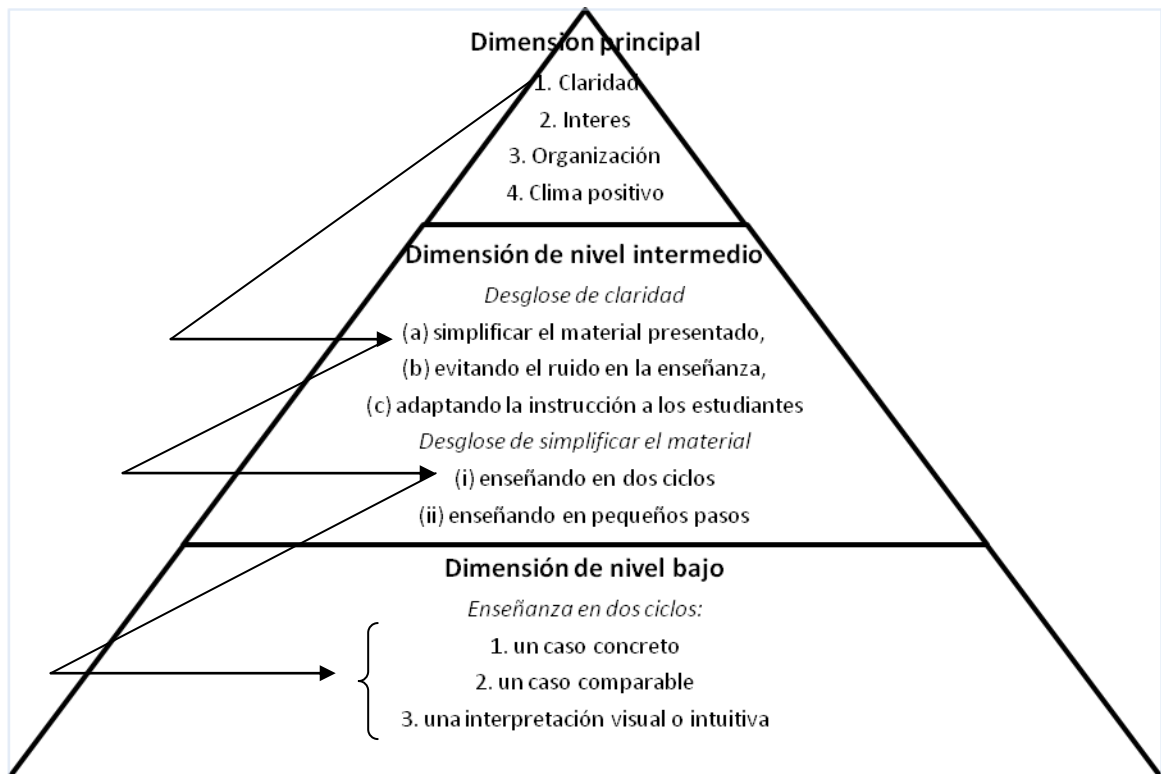 Dimensión principal
1. Claridad
2. Interes
3. Organización
4. Clima positivo
Dimensión de nivel intermedio
Desglose de claridad
(a) simplificar el material presentado,
(b) evitando el ruido en la enseñanza,
(c) adaptando la instrucción a los estudiantes
Desglose de simplificar el material
(i) enseñando en dos ciclos
(ii) enseñando en pequeños pasos
Dimensión de nivel bajo
Enseñanza en dos ciclos:
1. un caso concreto
2. un caso comparable
3. una interpretación visual o intuitiva